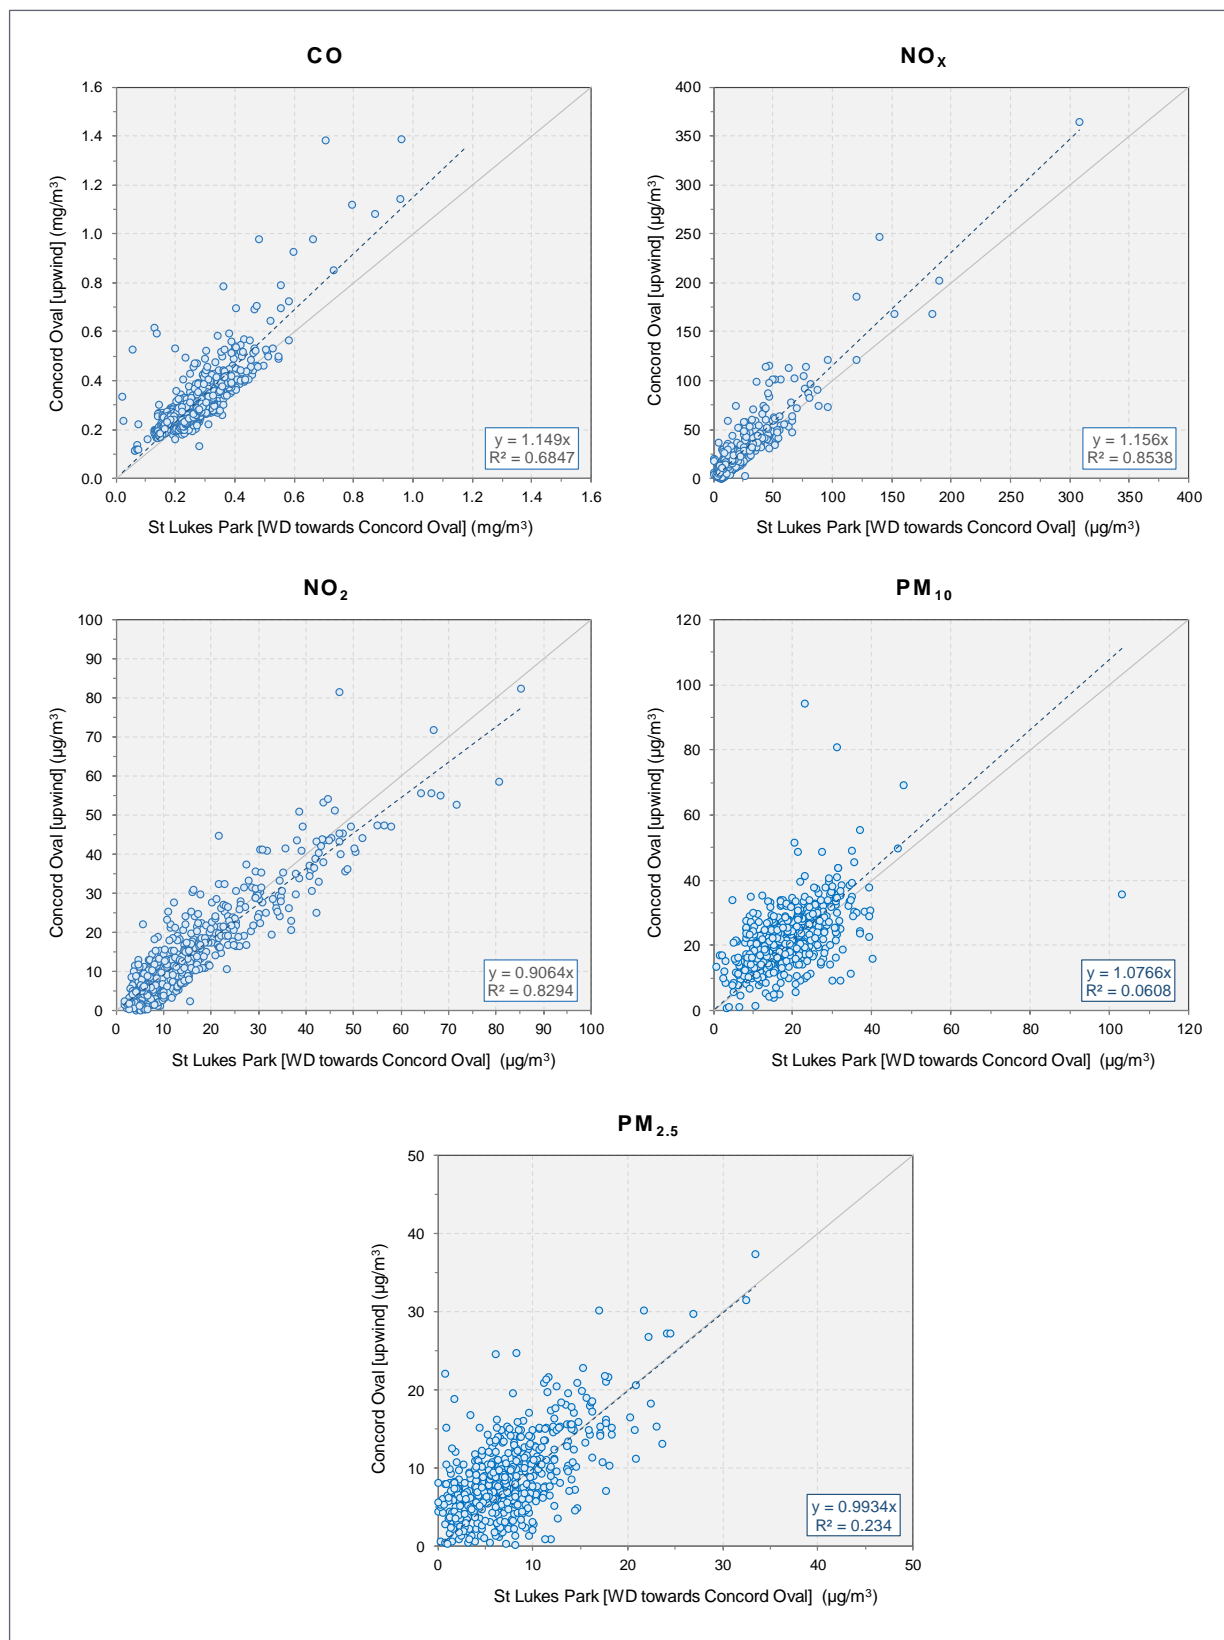 CO
1.6
1.4
1.2
1.0
0.8
0.6
0.4
0.2
0.0
Concord Oval [upwind] (mg/m³)
y = 1.149x
R² = 0.6847
0.0 0.2 0.4 0.6 0.8 1.0 1.2 1.4 1.6
St Lukes Park [WD towards Concord Oval] (mg/m³)
NOₓ
400
350
300
250
200
150
100
50
0
Concord Oval [upwind] (µg/m³)
y = 1.156x
R² = 0.8538
0 50 100 150 200 250 300 350 400
St Lukes Park [WD towards Concord Oval] (µg/m³)
NO₂
100
90
80
70
60
50
40
30
20
10
0
Concord Oval [upwind] (µg/m³)
y = 0.9064x
R² = 0.8294
0 10 20 30 40 50 60 70 80 90 100
St Lukes Park [WD towards Concord Oval] (µg/m³)
PM₁₀
120
100
80
60
40
20
0
Concord Oval [upwind] (µg/m³)
y = 1.0766x
R² = 0.0608
0 20 40 60 80 100 120
St Lukes Park [WD towards Concord Oval] (µg/m³)
PM₂.₅
50
40
30
20
10
0
Concord Oval [upwind] (µg/m³)
y = 0.9934x
R² = 0.234
0 10 20 30 40 50
St Lukes Park [WD towards Concord Oval] (µg/m³)